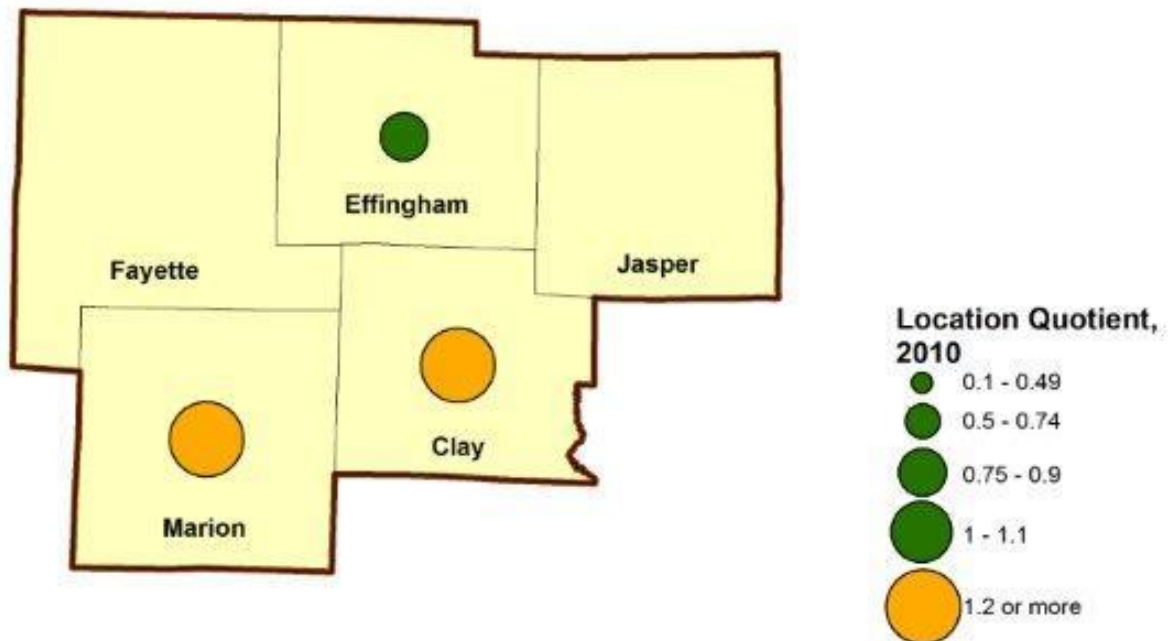 Effingham
Fayette
Jasper
Clay
Marion
Location Quotient,
2010
0.1 - 0.49
0.5 - 0.74
0.75 - 0.9
1 - 1.1
1.2 or more